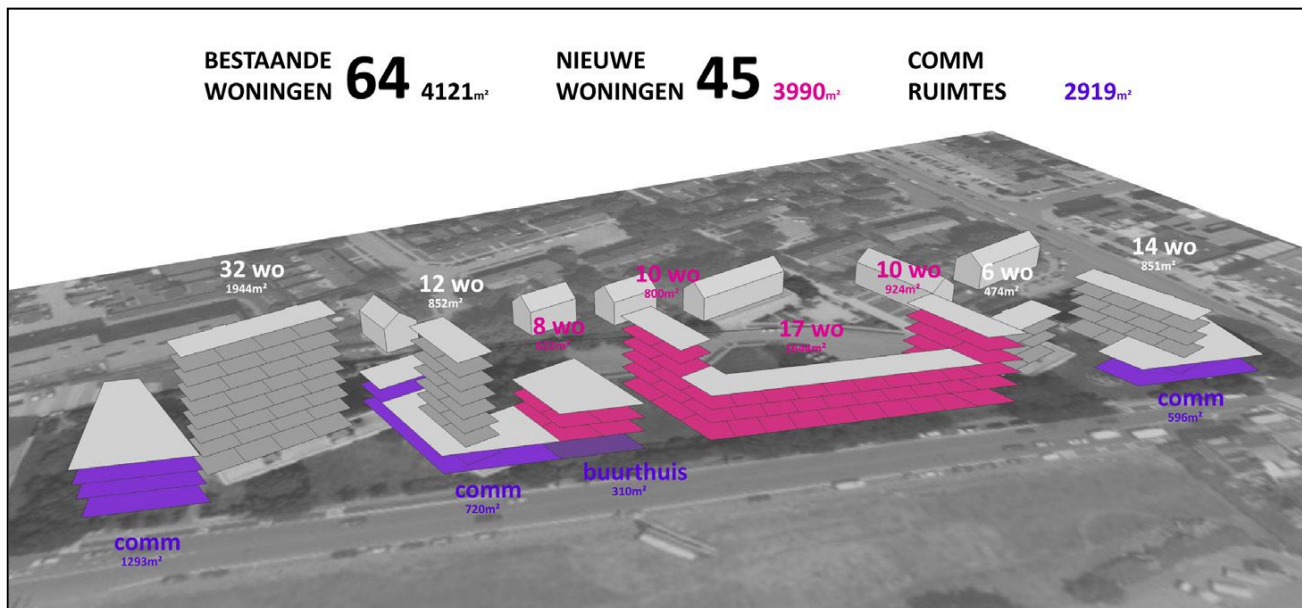 BESTAANDE
WONINGEN 64 4121m²
NIEUWE
WONINGEN 45 3990m²
COMM
RUIMTES 2919m²
32 wo
1944m²
12 wo
852m²
8 wo
10 wo
800m²
17 wo
10 wo
924m²
6 wo
474m²
14 wo
851m²
comm
596m²
buurthuis
310m²
comm
720m²
comm
1293m²